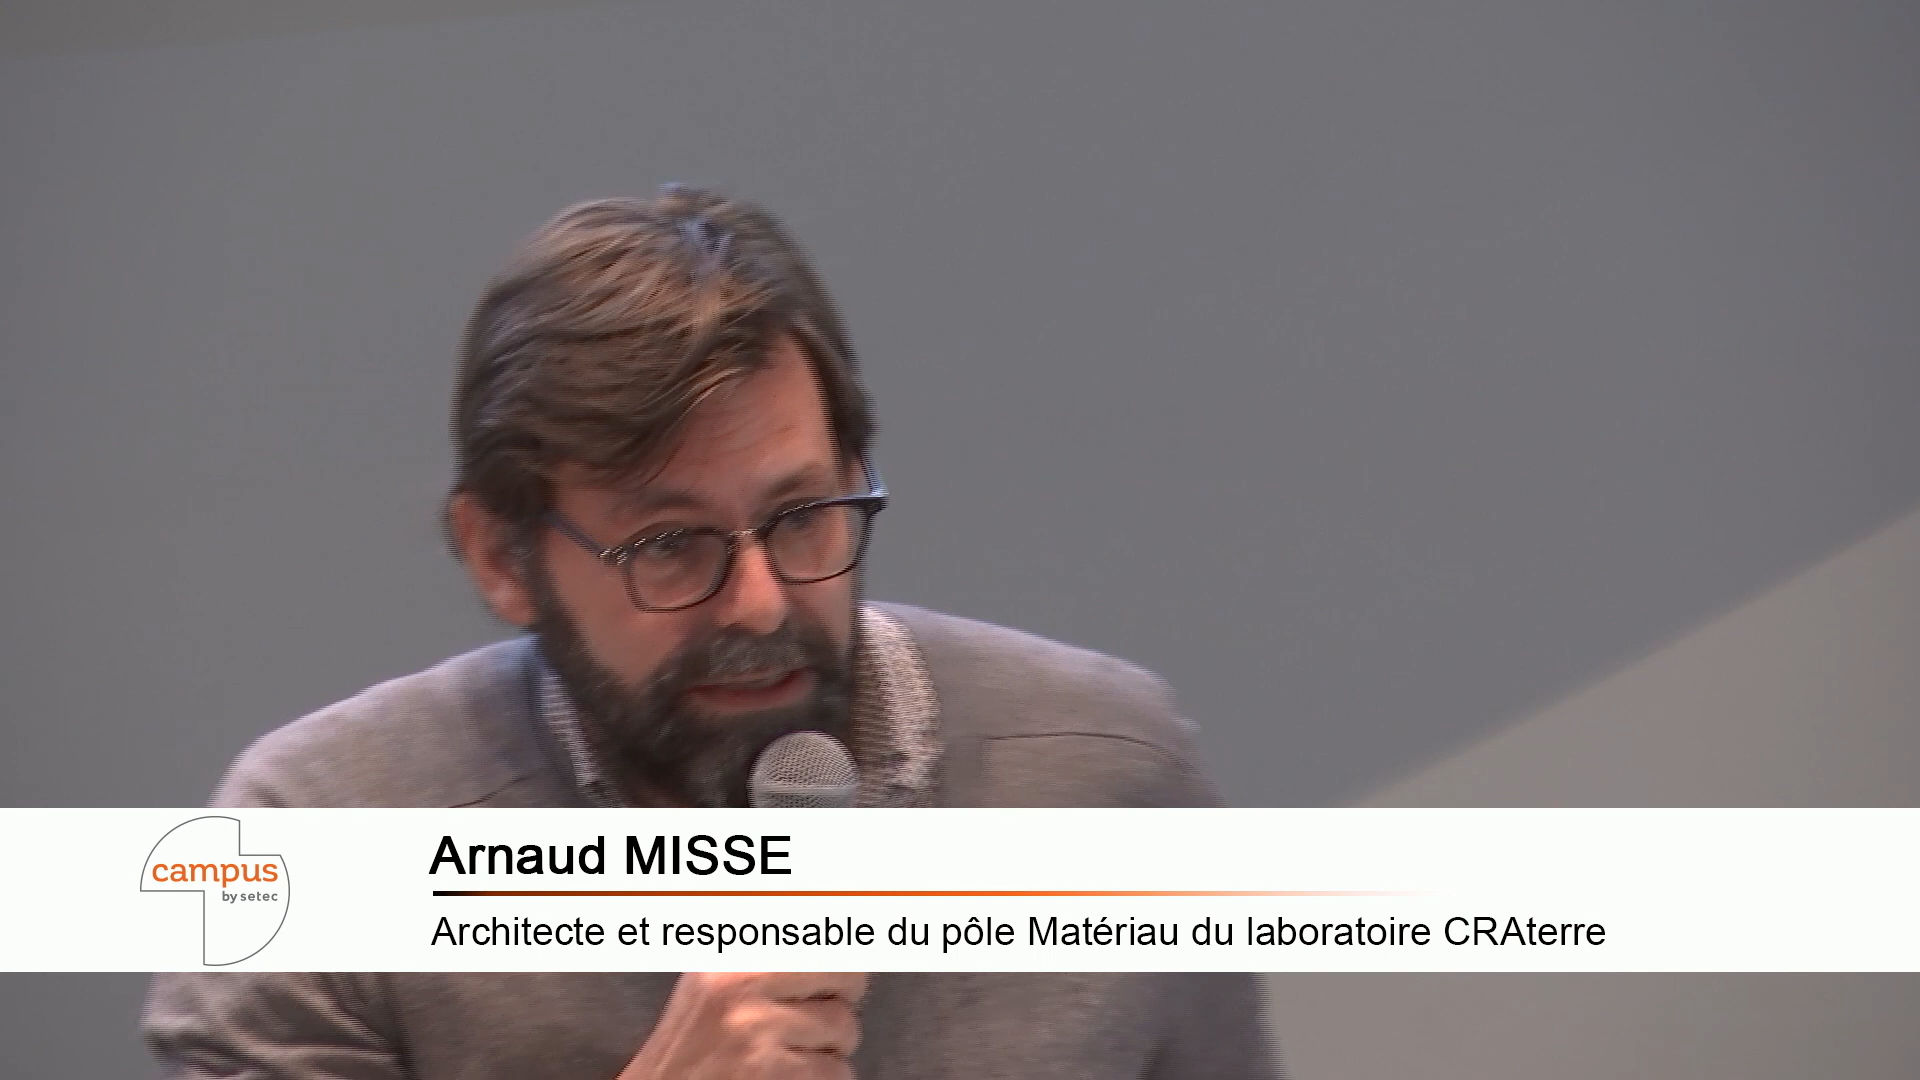 campus
by setec
Arnaud MISSE
Architecte et responsable du pôle Matériau du laboratoire CRAterre